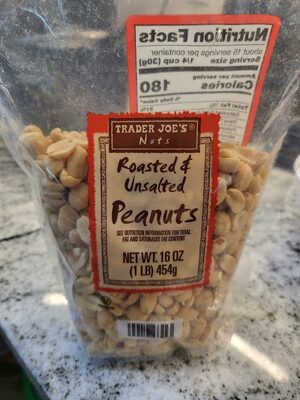 Nutrition Facts
about 15 servings per container
Serving size 1/4 cup (30g)
Amount per serving
Calories 180
% Daily Value*
TRADER JOE'S®
Nuts
Roasted &
Unsalted
Peanuts
SEE NUTRITION INFORMATION FOR TOTAL
FAT AND SATURATED FAT CONTENT
NET WT. 16 OZ
(1 LB) 454g